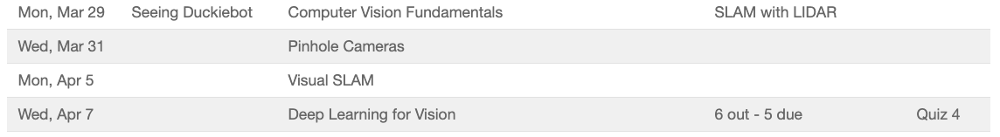 Mon, Mar 29 Seeing Duckiebot Computer Vision Fundamentals SLAM with LIDAR
Wed, Mar 31 Pinhole Cameras
Mon, Apr 5 Visual SLAM
Wed, Apr 7 Deep Learning for Vision 6 out - 5 due Quiz 4